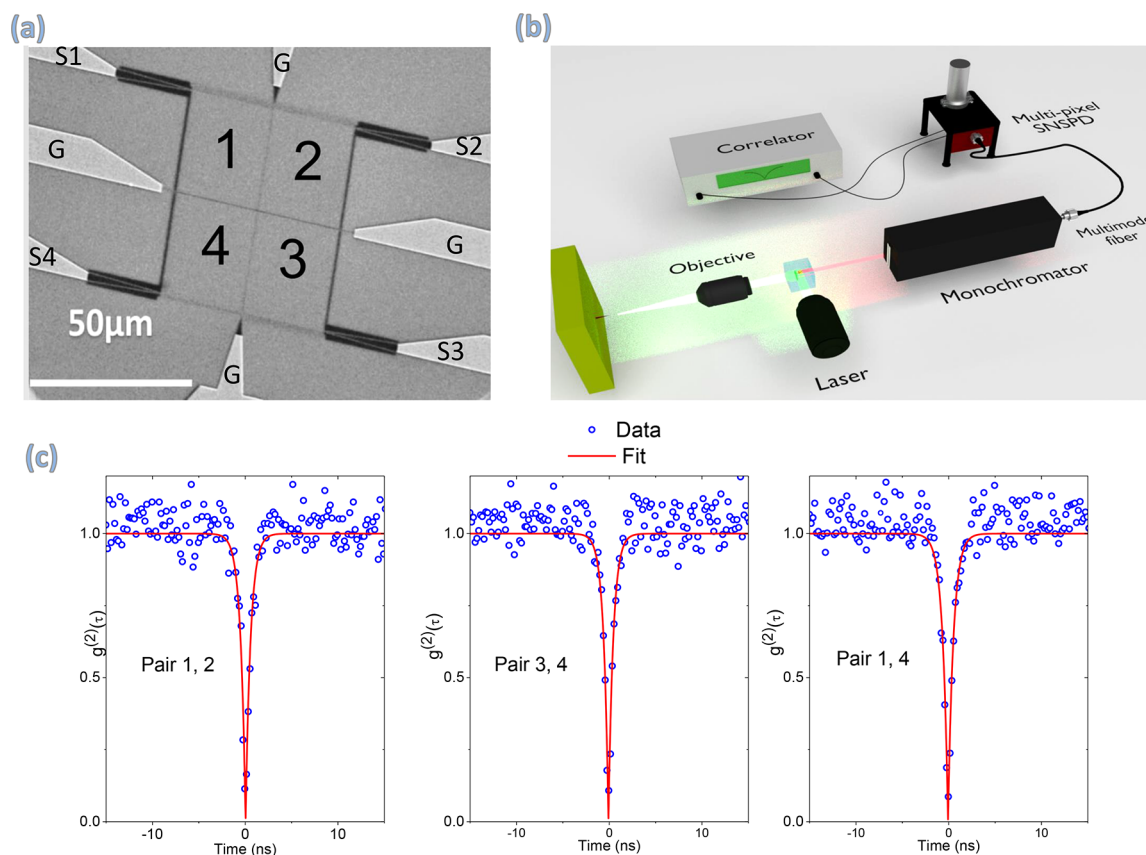 (a)
S1
G
1
2
S2
G
4
3
G
S4
50μm
S3
G
(b)
Multi-pixel
SNSPD
Correlator
Multimode
fiber
Objective
Monochromator
Laser
(c)
Data
Fit
1.0
0.5
0.0
g(2)(τ)
Pair 1, 2
-10
0
10
Time (ns)
1.0
0.5
0.0
g(2)(τ)
Pair 3, 4
-10
0
10
Time (ns)
1.0
0.5
0.0
g(2)(τ)
Pair 1, 4
-10
0
10
Time (ns)